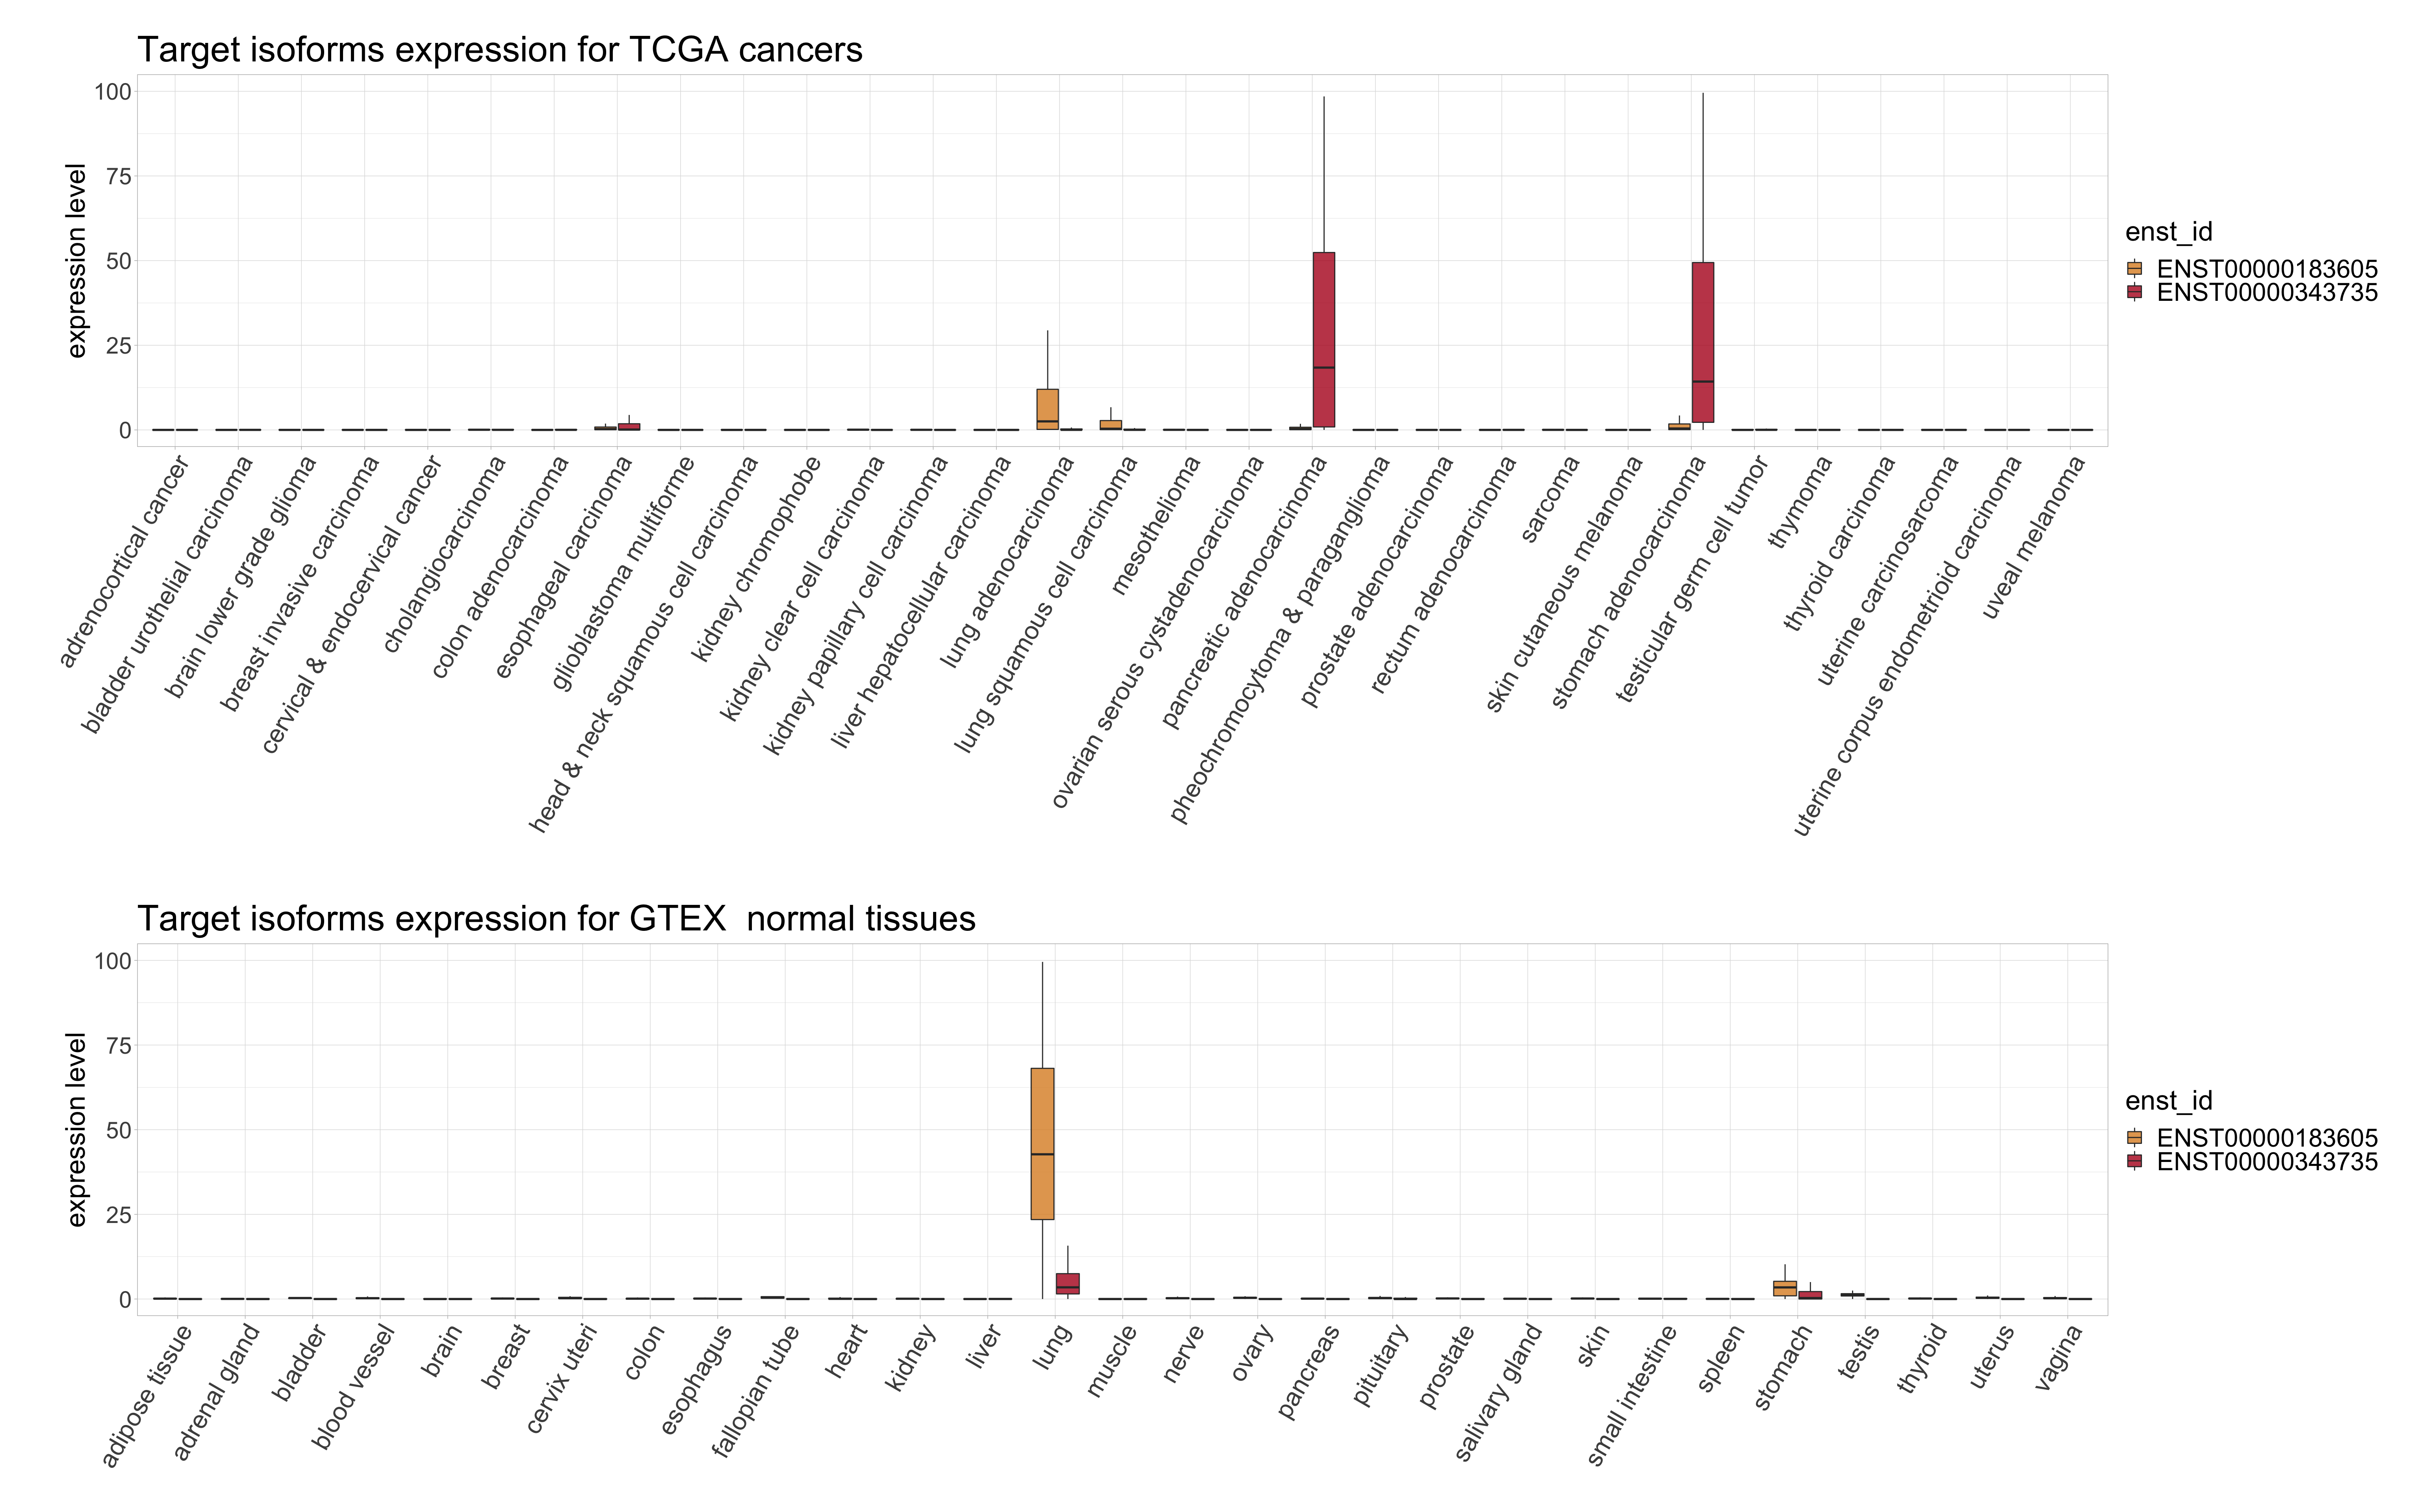 Target isoforms expression for TCGA cancers
100
75
50
25
0
expression level
adrenocortical cancer
bladder urothelial carcinoma
brain lower grade glioma
breast invasive carcinoma
cervical & endocervical cancer
cholangiocarcinoma
colon adenocarcinoma
esophageal carcinoma
glioblastoma multiforme
head & neck squamous cell carcinoma
kidney chromophobe
kidney clear cell carcinoma
kidney papillary cell carcinoma
liver hepatocellular carcinoma
lung adenocarcinoma
lung squamous cell carcinoma
mesothelioma
ovarian serous cystadenocarcinoma
pancreatic adenocarcinoma
pheochromocytoma & paraganglioma
prostate adenocarcinoma
rectum adenocarcinoma
sarcoma
skin cutaneous melanoma
stomach adenocarcinoma
testicular germ cell tumor
thymoma
thyroid carcinoma
uterine carcinosarcoma
uterine corpus endometrioid carcinoma
uveal melanoma
enst_id
ENST00000183605
ENST00000343735
Target isoforms expression for GTEX  normal tissues
100
75
50
25
0
expression level
adipose tissue
adrenal gland
bladder
blood vessel
brain
breast
cervix uteri
colon
esophagus
fallopian tube
heart
kidney
liver
lung
muscle
nerve
ovary
pancreas
pituitary
prostate
salivary gland
skin
small intestine
spleen
stomach
testis
thyroid
uterus
vagina
enst_id
ENST00000183605
ENST00000343735